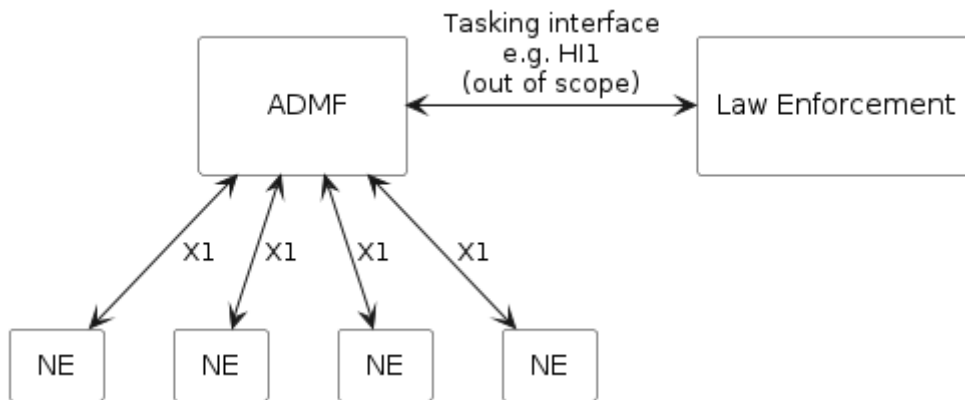 Tasking interface
e.g. HI1
(out of scope)
ADMF
Law Enforcement
X1
X1
X1
X1
NE
NE
NE
NE